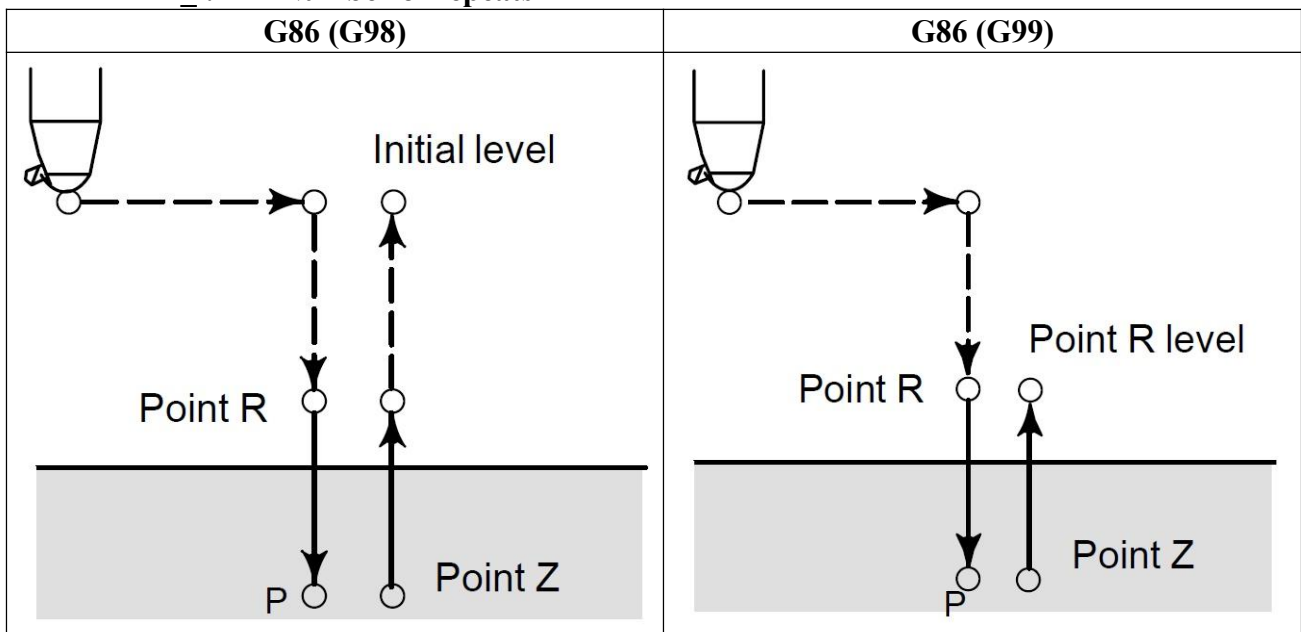 G86 (G98)
G86 (G99)
Initial level
Point R
Point Z
P
Point R level
Point R
Point Z
P